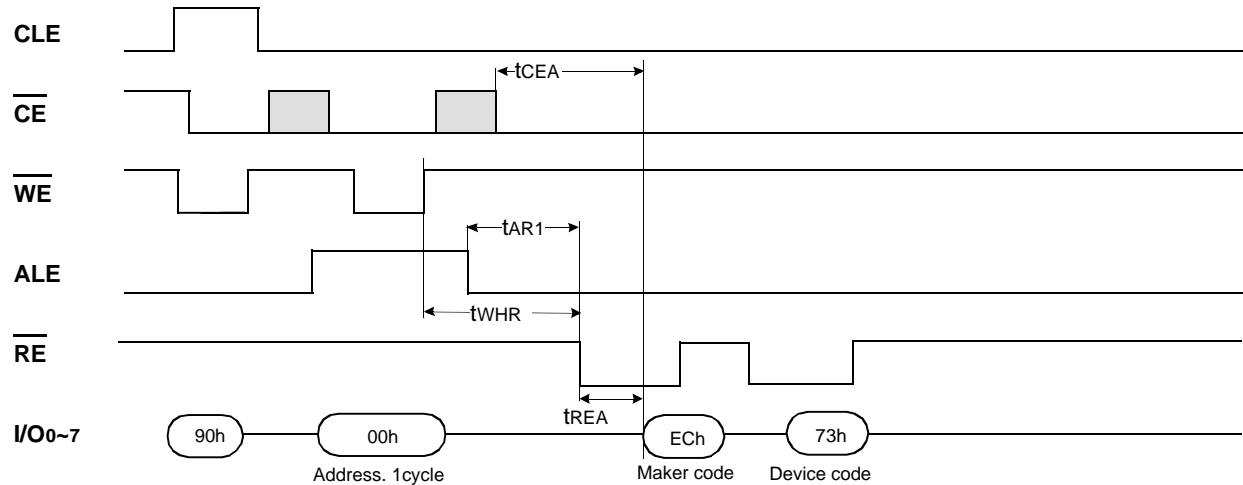 CLE
tCEA
CE
WE
tAR1
ALE
tWHR
RE
tREA
I/O0~7
90h
00h
ECh
73h
Address. 1cycle
Maker code
Device code